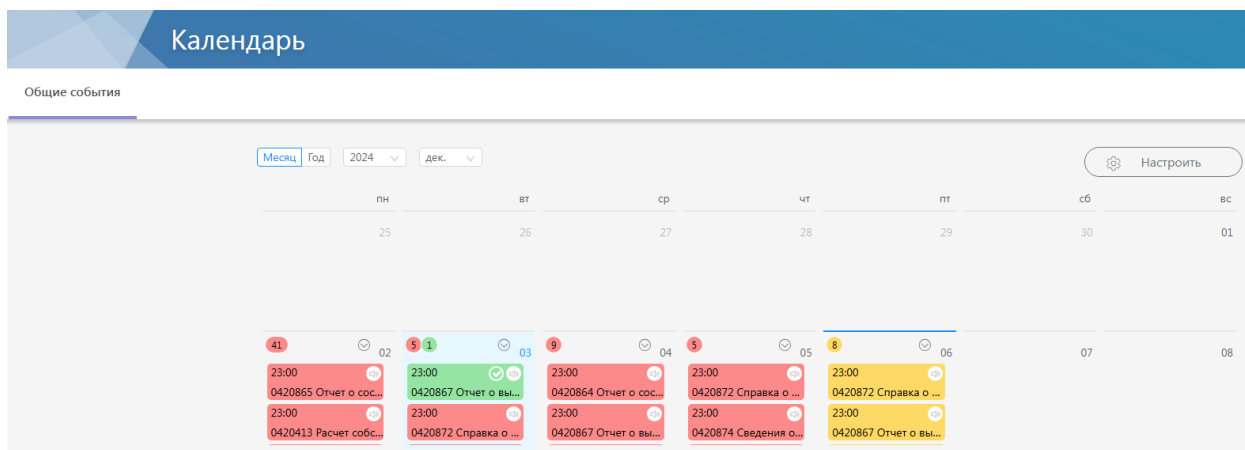 Календарь
Общие события
Месяц Год 2024 дек. Настроить
пн вт ср чт пт сб вс
25 26 27 28 29 30 01
41 02 5 1 03 9 04 5 05 8 06 07 08
23:00 23:00 23:00 23:00 23:00
0420865 Отчет о сос... 0420867 Отчет о вы... 0420864 Отчет о сос... 0420872 Справка о ... 0420872 Справка о ...
23:00 23:00 23:00 23:00 23:00
0420413 Расчет собс... 0420872 Справка о ... 0420867 Отчет о вы... 0420874 Сведения о... 0420867 Отчет о вы...